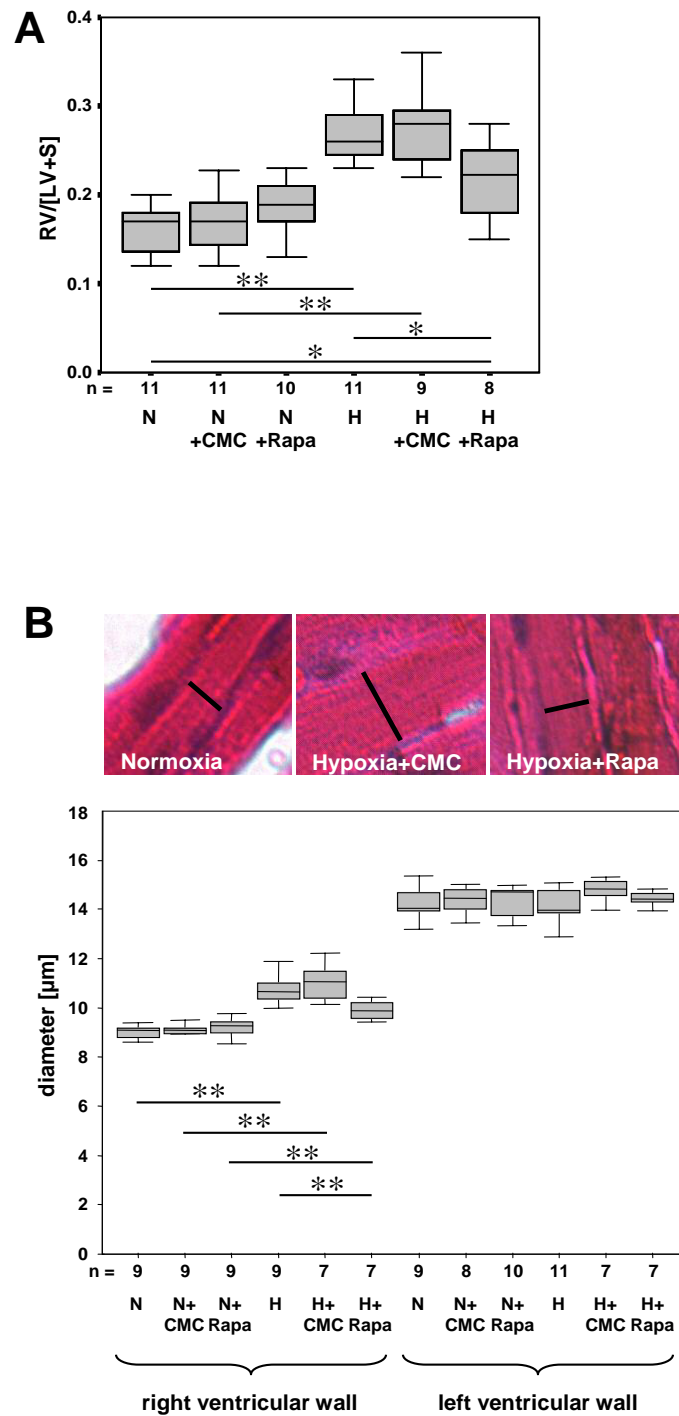 A
RV/[LV+S]
0.4
0.3
0.2
0.1
0.0
**
**
*
*
n = 11 11 10 11 9 8
N N N H H H
+CMC +Rapa +CMC +Rapa
B
Normoxia Hypoxia+CMC Hypoxia+Rapa
diameter [µm]
18
16
14
12
10
8
6
4
2
0
**
**
**
**
n = 9 9 9 9 7 7 9 8 10 11 7 7
N N+ N+ H H+ H+ N N+ N+ H H+ H+
CMC Rapa CMC Rapa CMC Rapa CMC Rapa
right ventricular wall left ventricular wall